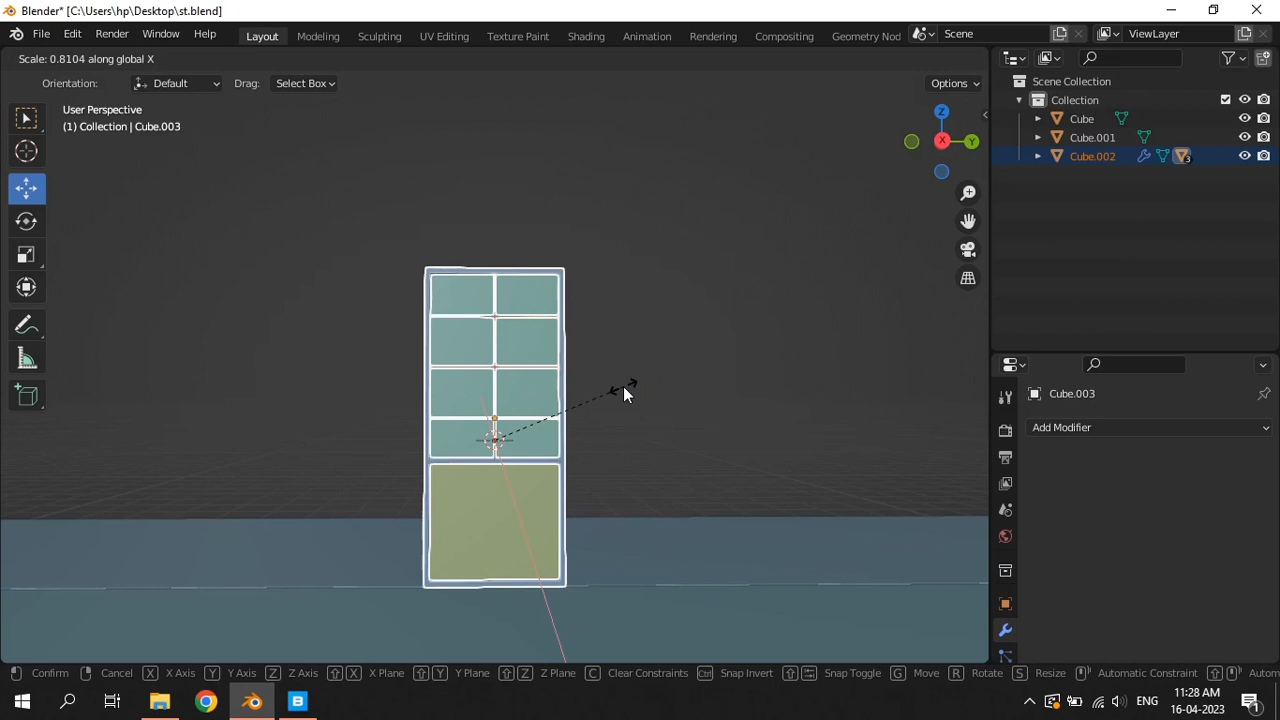 Blender* [C:\Users\hp\Desktop\st.blend]
File Edit Render Window Help Layout Modeling Sculpting UV Editing Texture Paint Shading Animation Rendering Compositing Geometry Nod Scene ViewLayer
Scale: 0.8104 along global X
Orientation: Default Drag: Select Box Options
User Perspective
(1) Collection | Cube.003
Z
X
Y
Scene Collection
Collection
Cube
Cube.001
Cube.002
3
Cube.003
Add Modifier
Confirm Cancel X X Axis Y Y Axis Z Z Axis X X Plane Y Y Plane Z Z Plane C Clear Constraints Ctrl Snap Invert Snap Toggle G Move R Rotate S Resize Automatic Constraint Autom
ENG
11:28 AM
16-04-2023
1